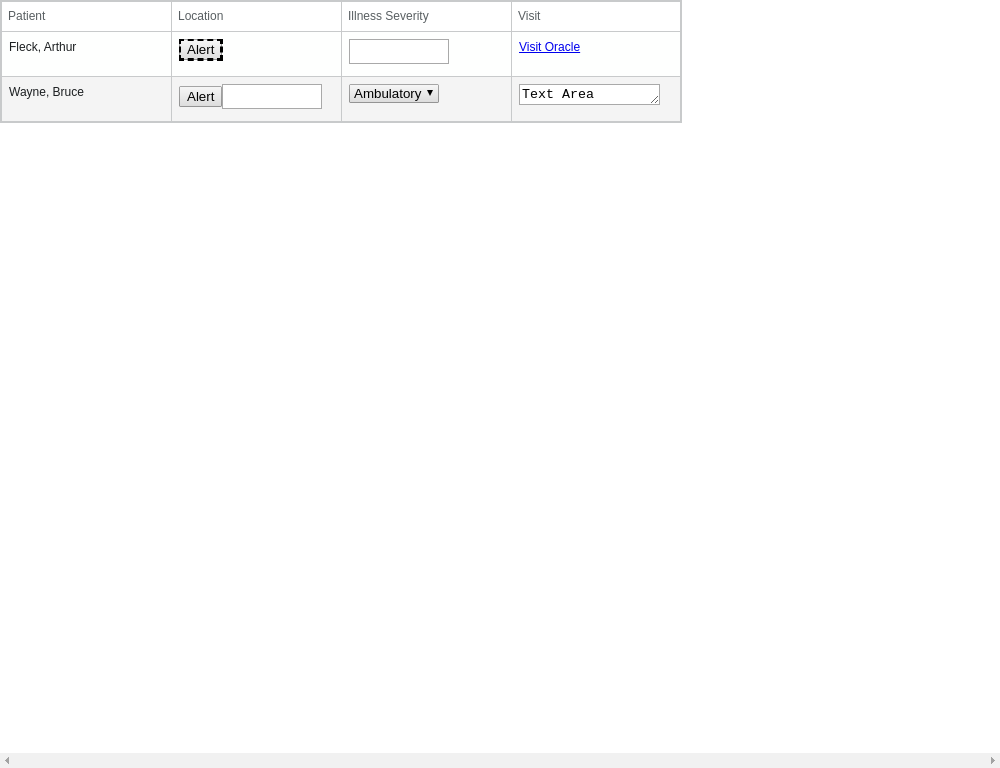 Patient Location Illness Severity Visit
Fleck, Arthur Alert Visit Oracle
Wayne, Bruce Alert Ambulatory Text Area